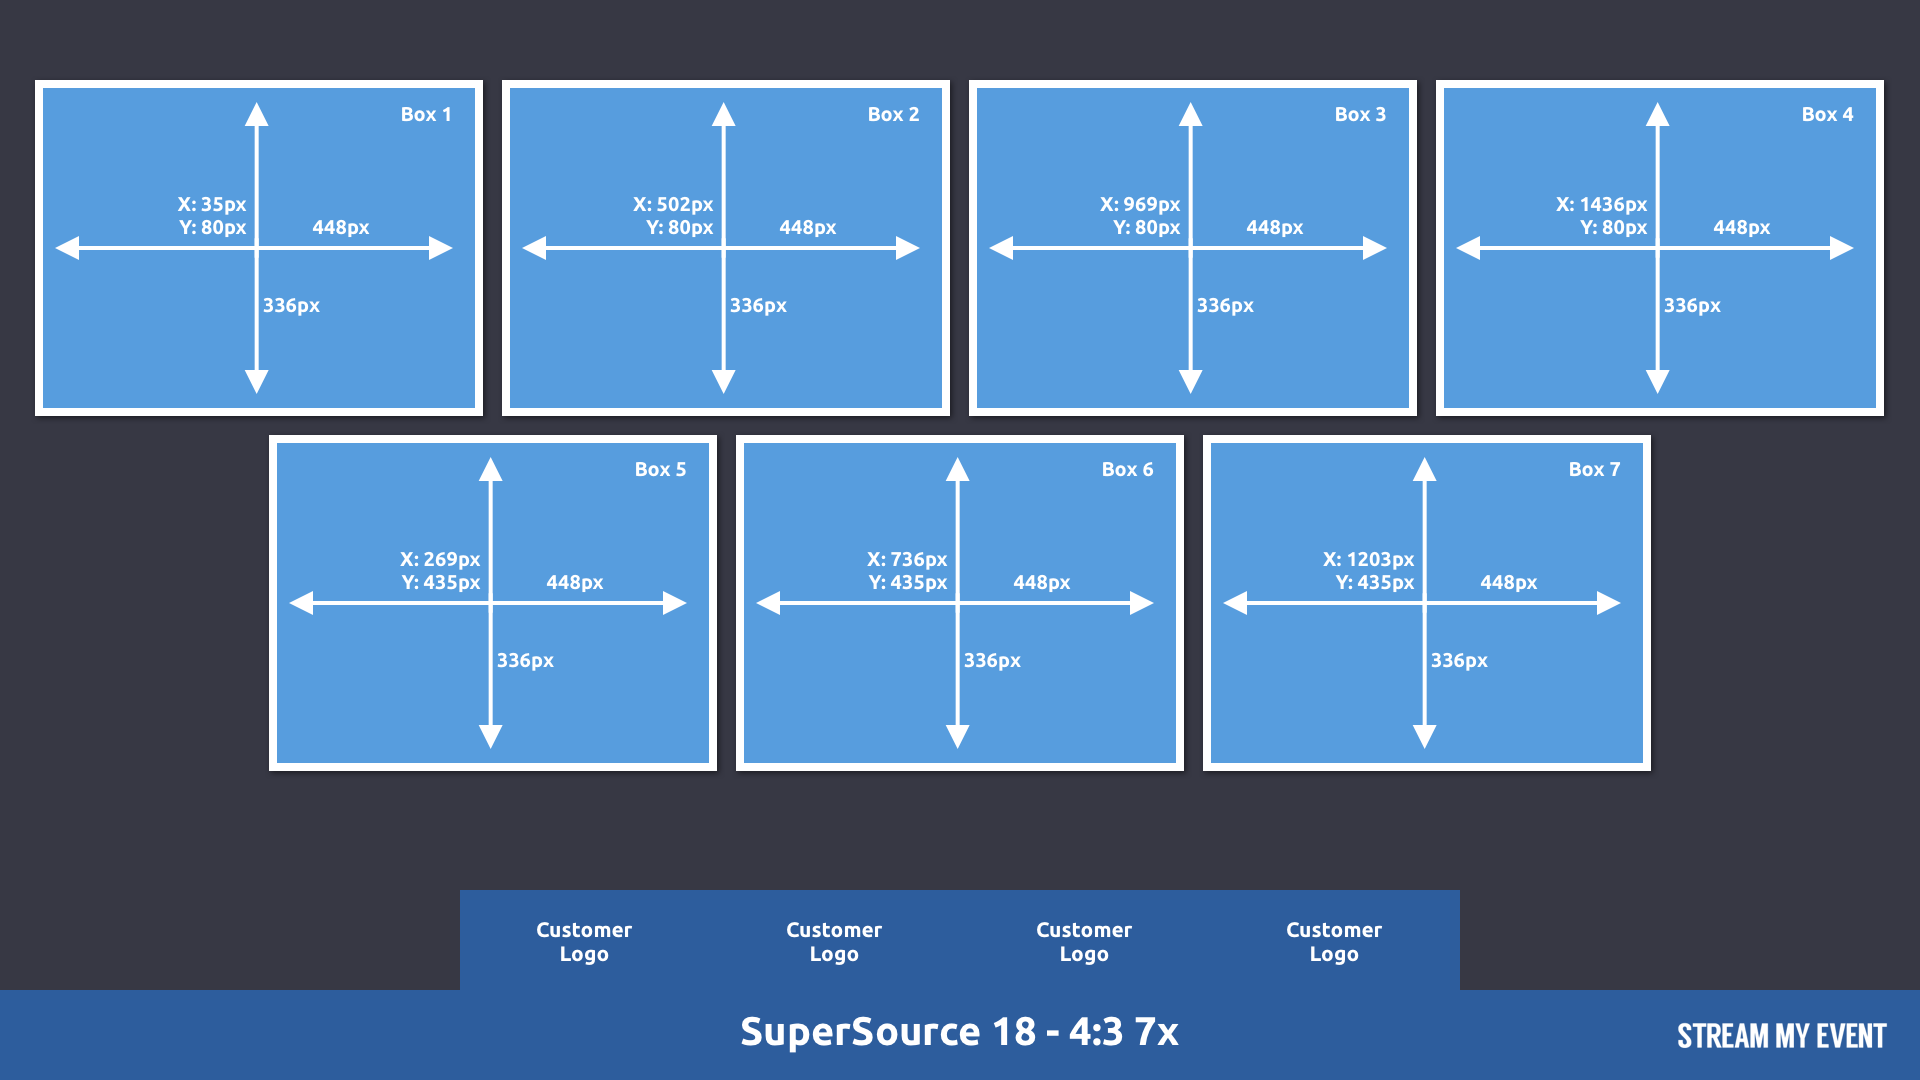 Box 1
X: 35px
Y: 80px
448px
336px
Box 2
X: 502px
Y: 80px
448px
336px
Box 3
X: 969px
Y: 80px
448px
336px
Box 4
X: 1436px
Y: 80px
448px
336px
Box 5
X: 269px
Y: 435px
448px
336px
Box 6
X: 736px
Y: 435px
448px
336px
Box 7
X: 1203px
Y: 435px
448px
336px
Customer
Logo
Customer
Logo
Customer
Logo
Customer
Logo
SuperSource 18 - 4:3 7x
STREAM MY EVENT